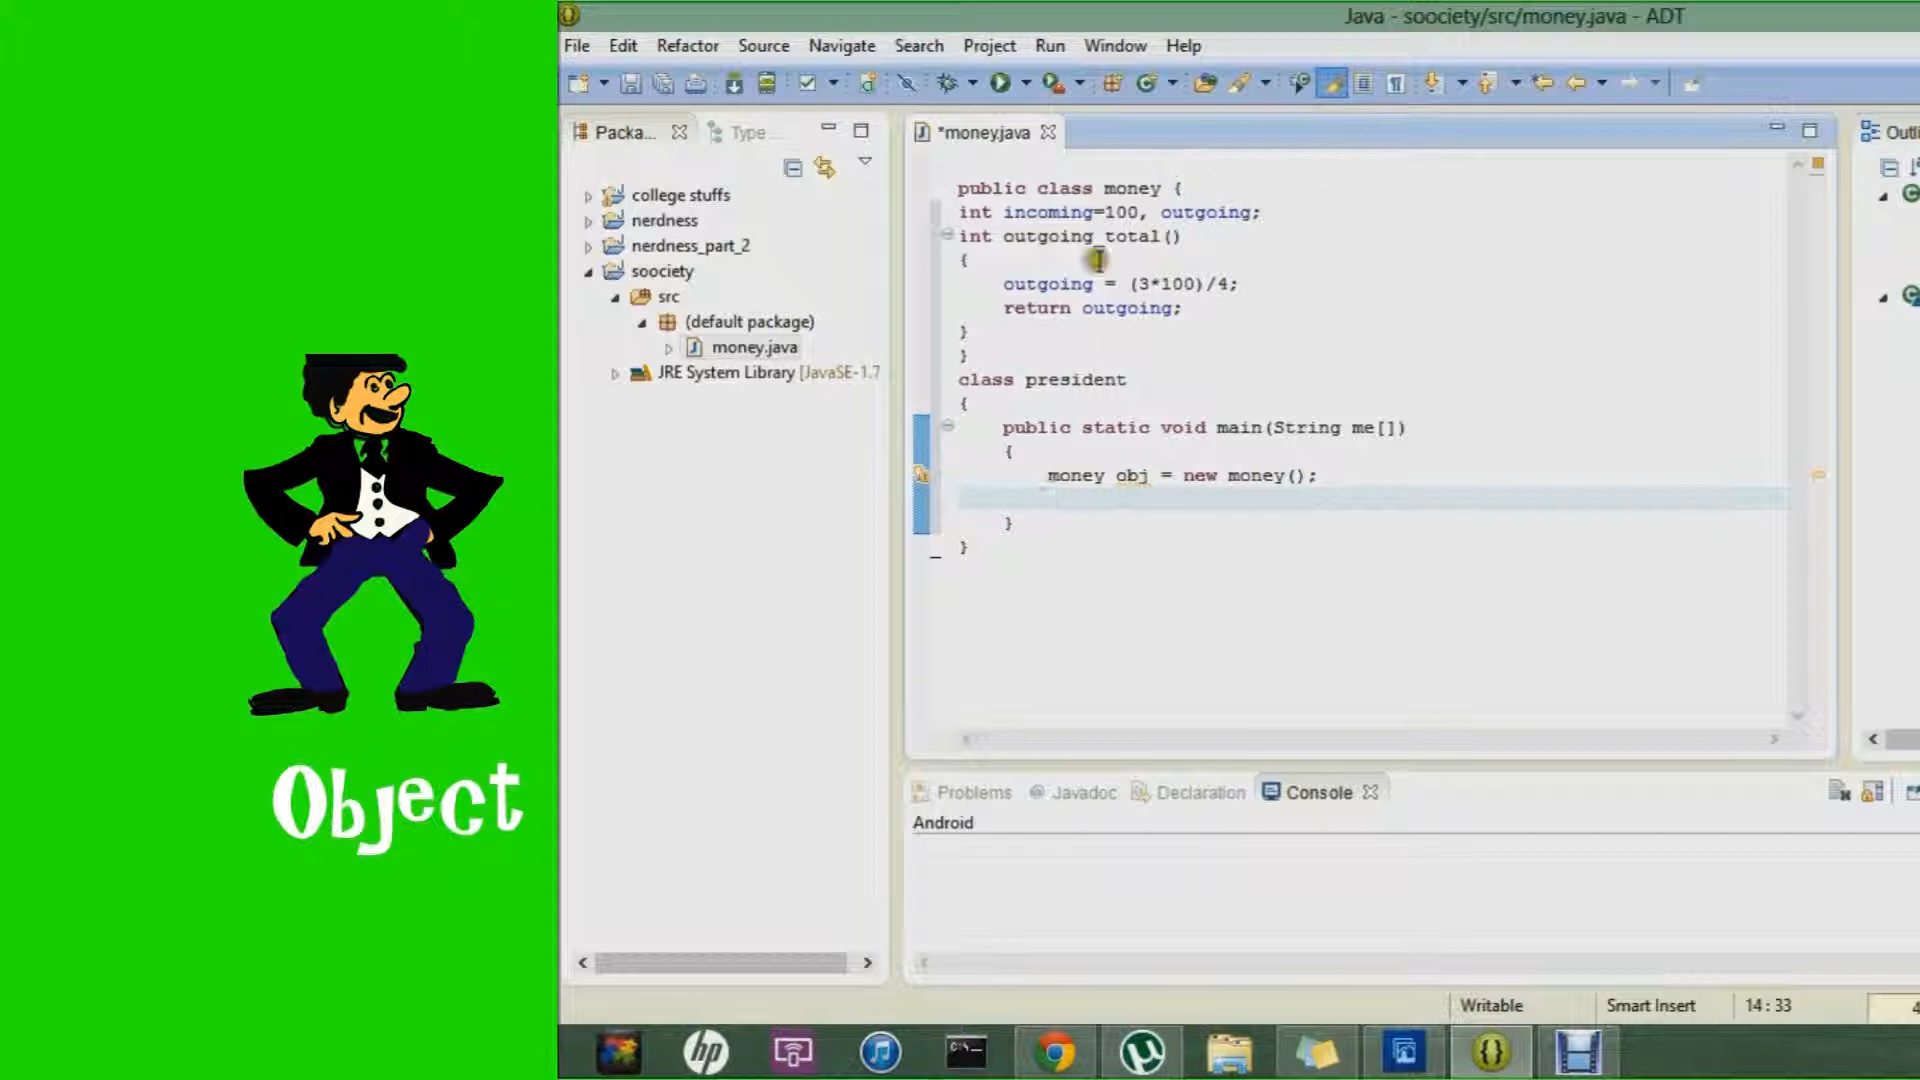 Java - soociety/src/money.java - ADT
File Edit Refactor Source Navigate Search Project Run Window Help
Packa... Type ...
*money.java
Outli
college stuffs
nerdness
nerdness_part_2
soociety
src
(default package)
money.java
JRE System Library [JavaSE-1.7
public class money {
int incoming=100, outgoing;
int outgoing_total()
{
outgoing = (3*100)/4;
return outgoing;
}
}
class president
{
public static void main(String me[])
{
money obj = new money();
}
}
Object
Problems Javadoc Declaration Console
Android
Writable Smart Insert 14 : 33
hp
C:\._